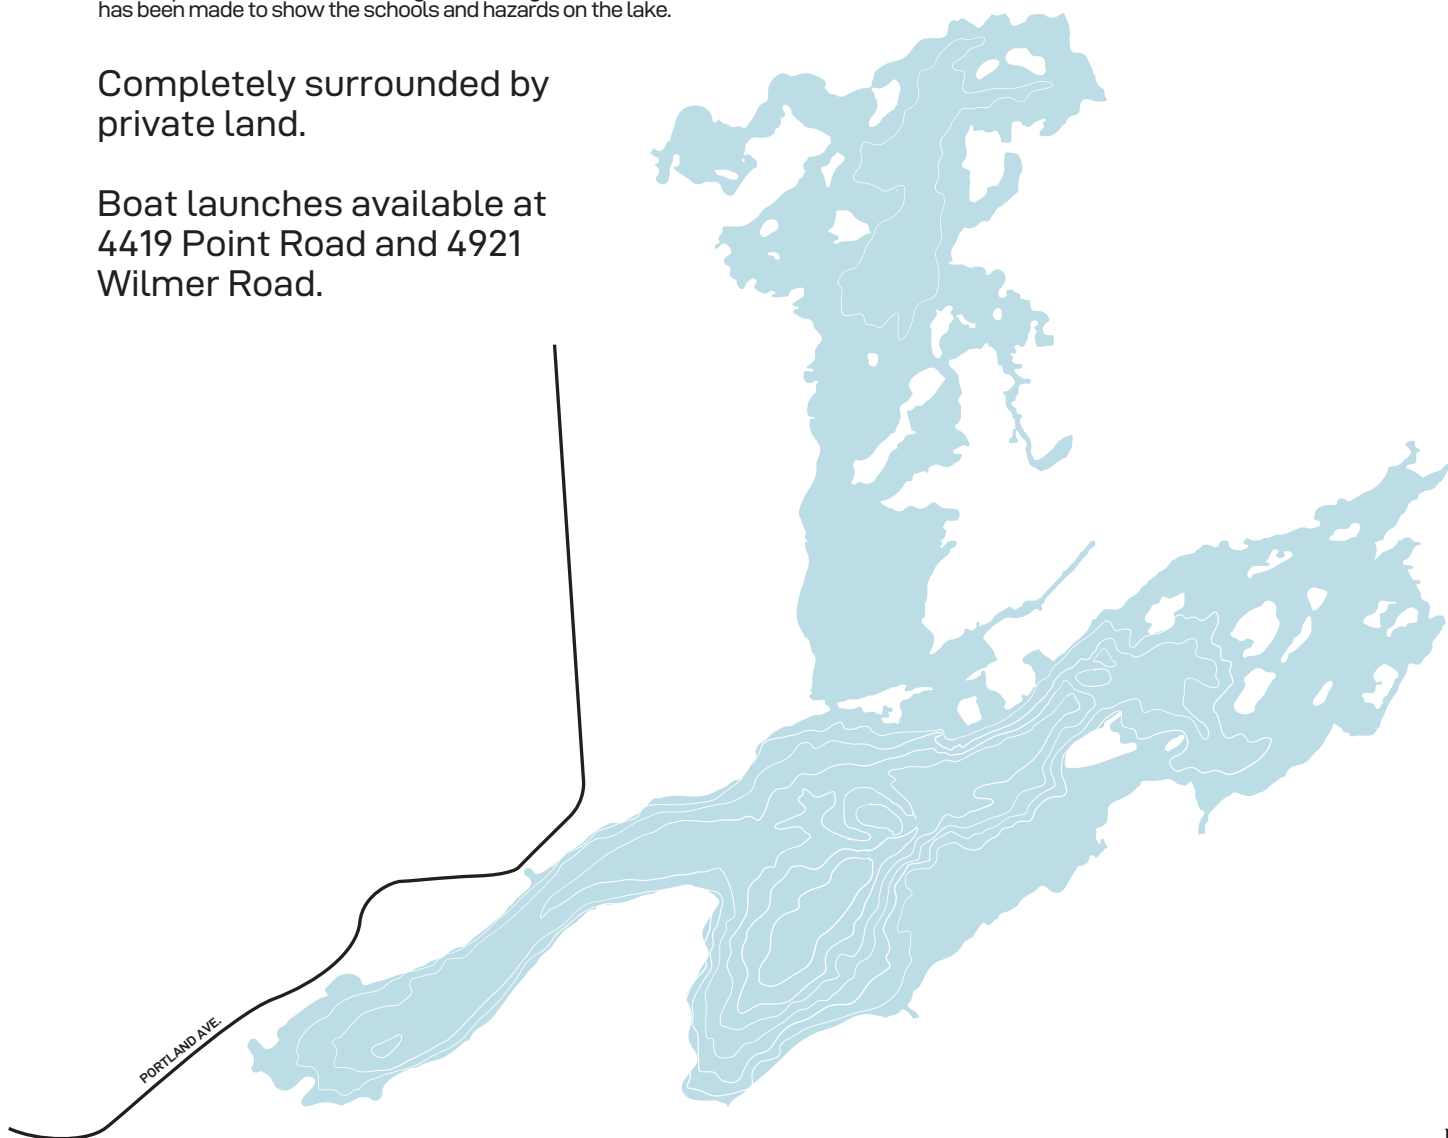 has been made to show the schools and hazards on the lake.
Completely surrounded by
private land.
Boat launches available at
4419 Point Road and 4921
Wilmer Road.
PORTLAND AVE.